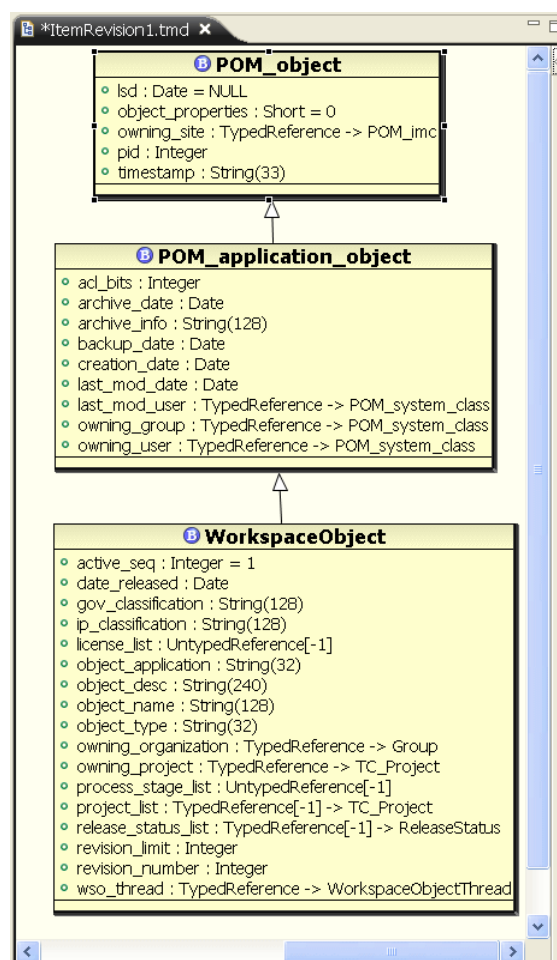 *ItemRevision1.tmd
B POM_object
lsd : Date = NULL
object_properties : Short = 0
owning_site : TypedReference -> POM_imc
pid : Integer
timestamp : String(33)
B POM_application_object
acl_bits : Integer
archive_date : Date
archive_info : String(128)
backup_date : Date
creation_date : Date
last_mod_date : Date
last_mod_user : TypedReference -> POM_system_class
owning_group : TypedReference -> POM_system_class
owning_user : TypedReference -> POM_system_class
B WorkspaceObject
active_seq : Integer = 1
date_released : Date
gov_classification : String(128)
ip_classification : String(128)
license_list : UntypedReference[-1]
object_application : String(32)
object_desc : String(240)
object_name : String(128)
object_type : String(32)
owning_organization : TypedReference -> Group
owning_project : TypedReference -> TC_Project
process_stage_list : UntypedReference[-1]
project_list : TypedReference[-1] -> TC_Project
release_status_list : TypedReference[-1] -> ReleaseStatus
revision_limit : Integer
revision_number : Integer
wso_thread : TypedReference -> WorkspaceObjectThread